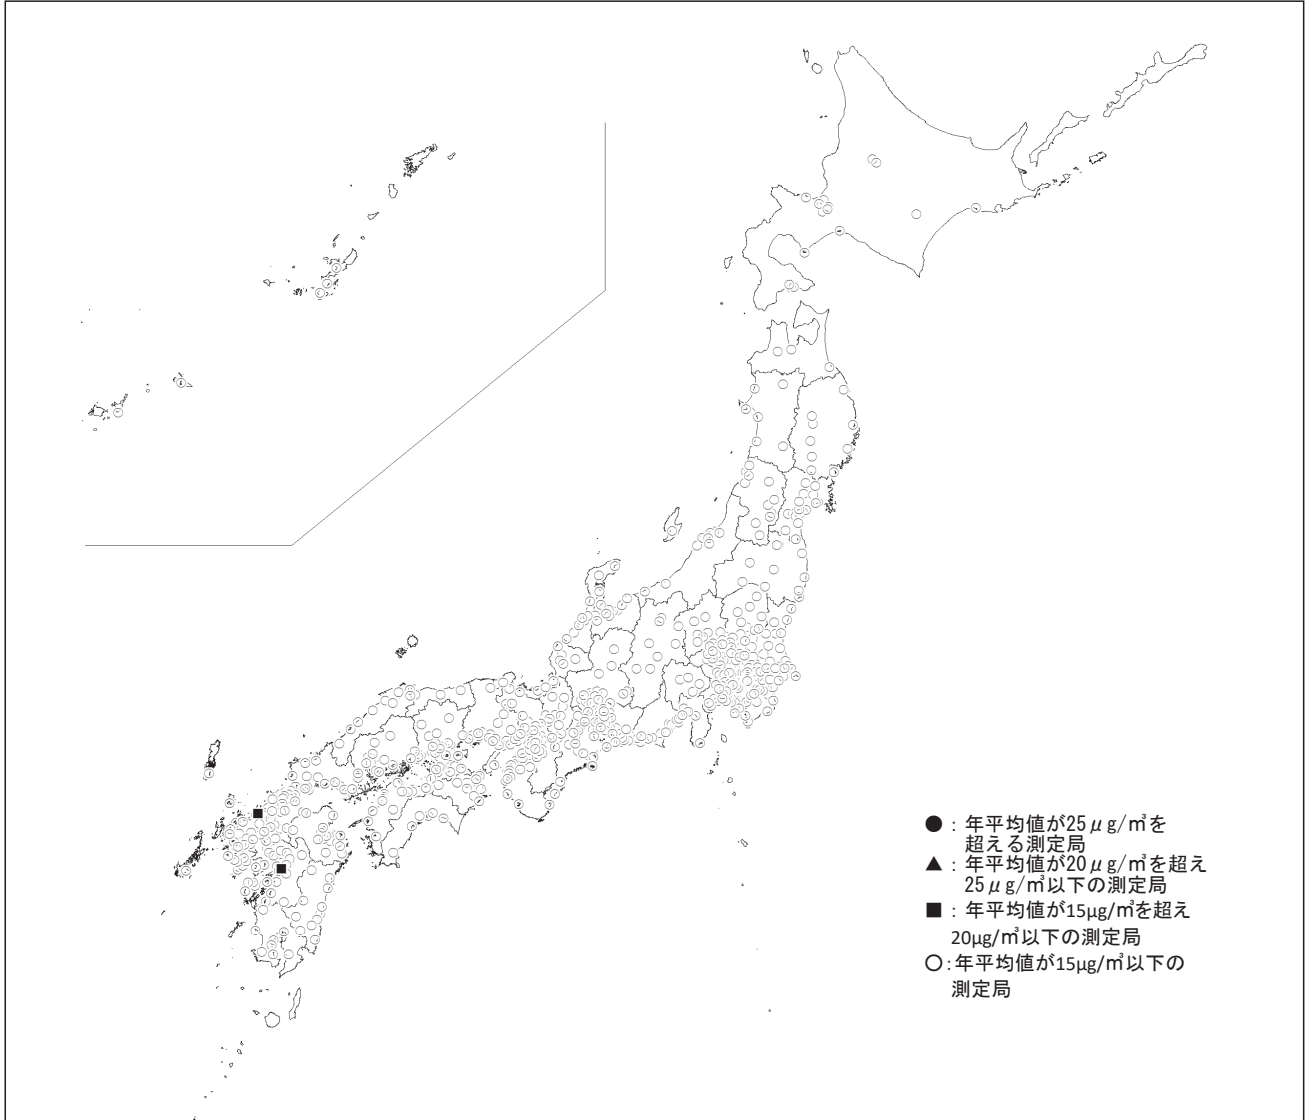 ● : 年平均値が25μg/㎥を
超える測定局
▲ : 年平均値が20μg/㎥を超え
25μg/㎥以下の測定局
■ : 年平均値が15μg/㎥を超え
20μg/㎥以下の測定局
○ : 年平均値が15μg/㎥以下の
測定局